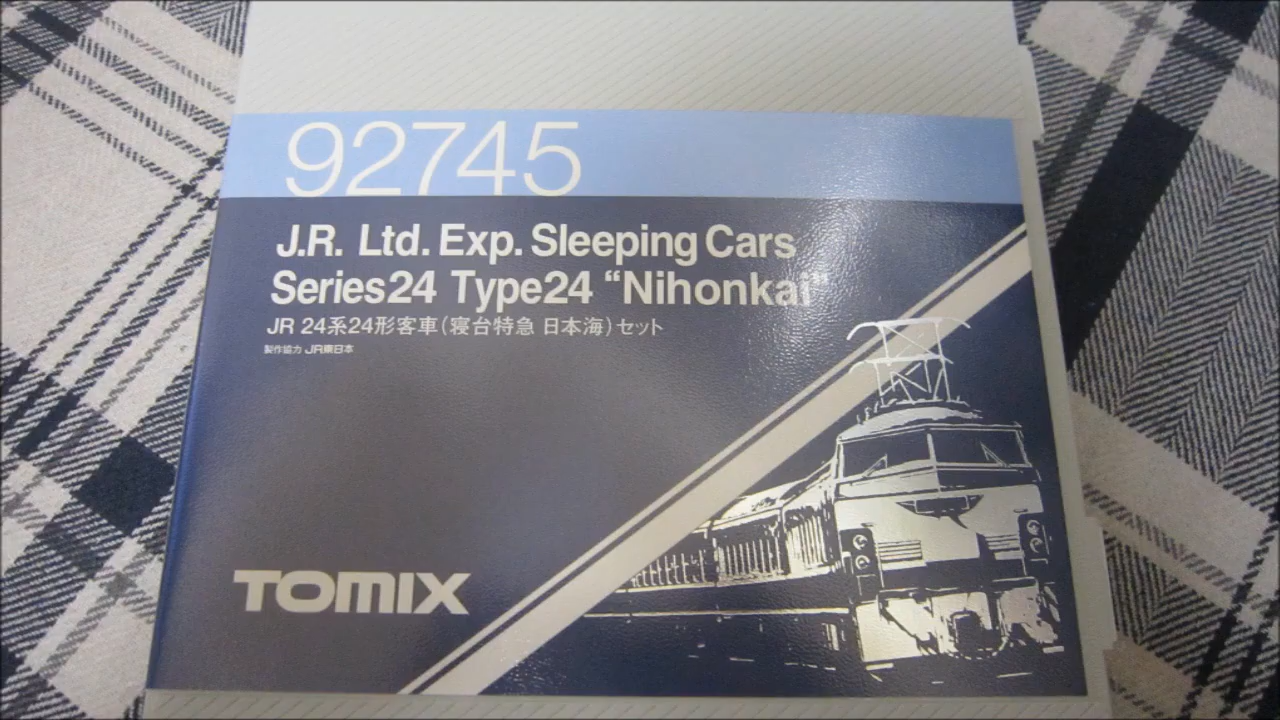 92745
J.R. Ltd. Exp. Sleeping Cars
Series24 Type24 “Nihonkai”
JR 24系24形客車(寝台特急 日本海)セット
製作協力 JR東日本
TOMIX